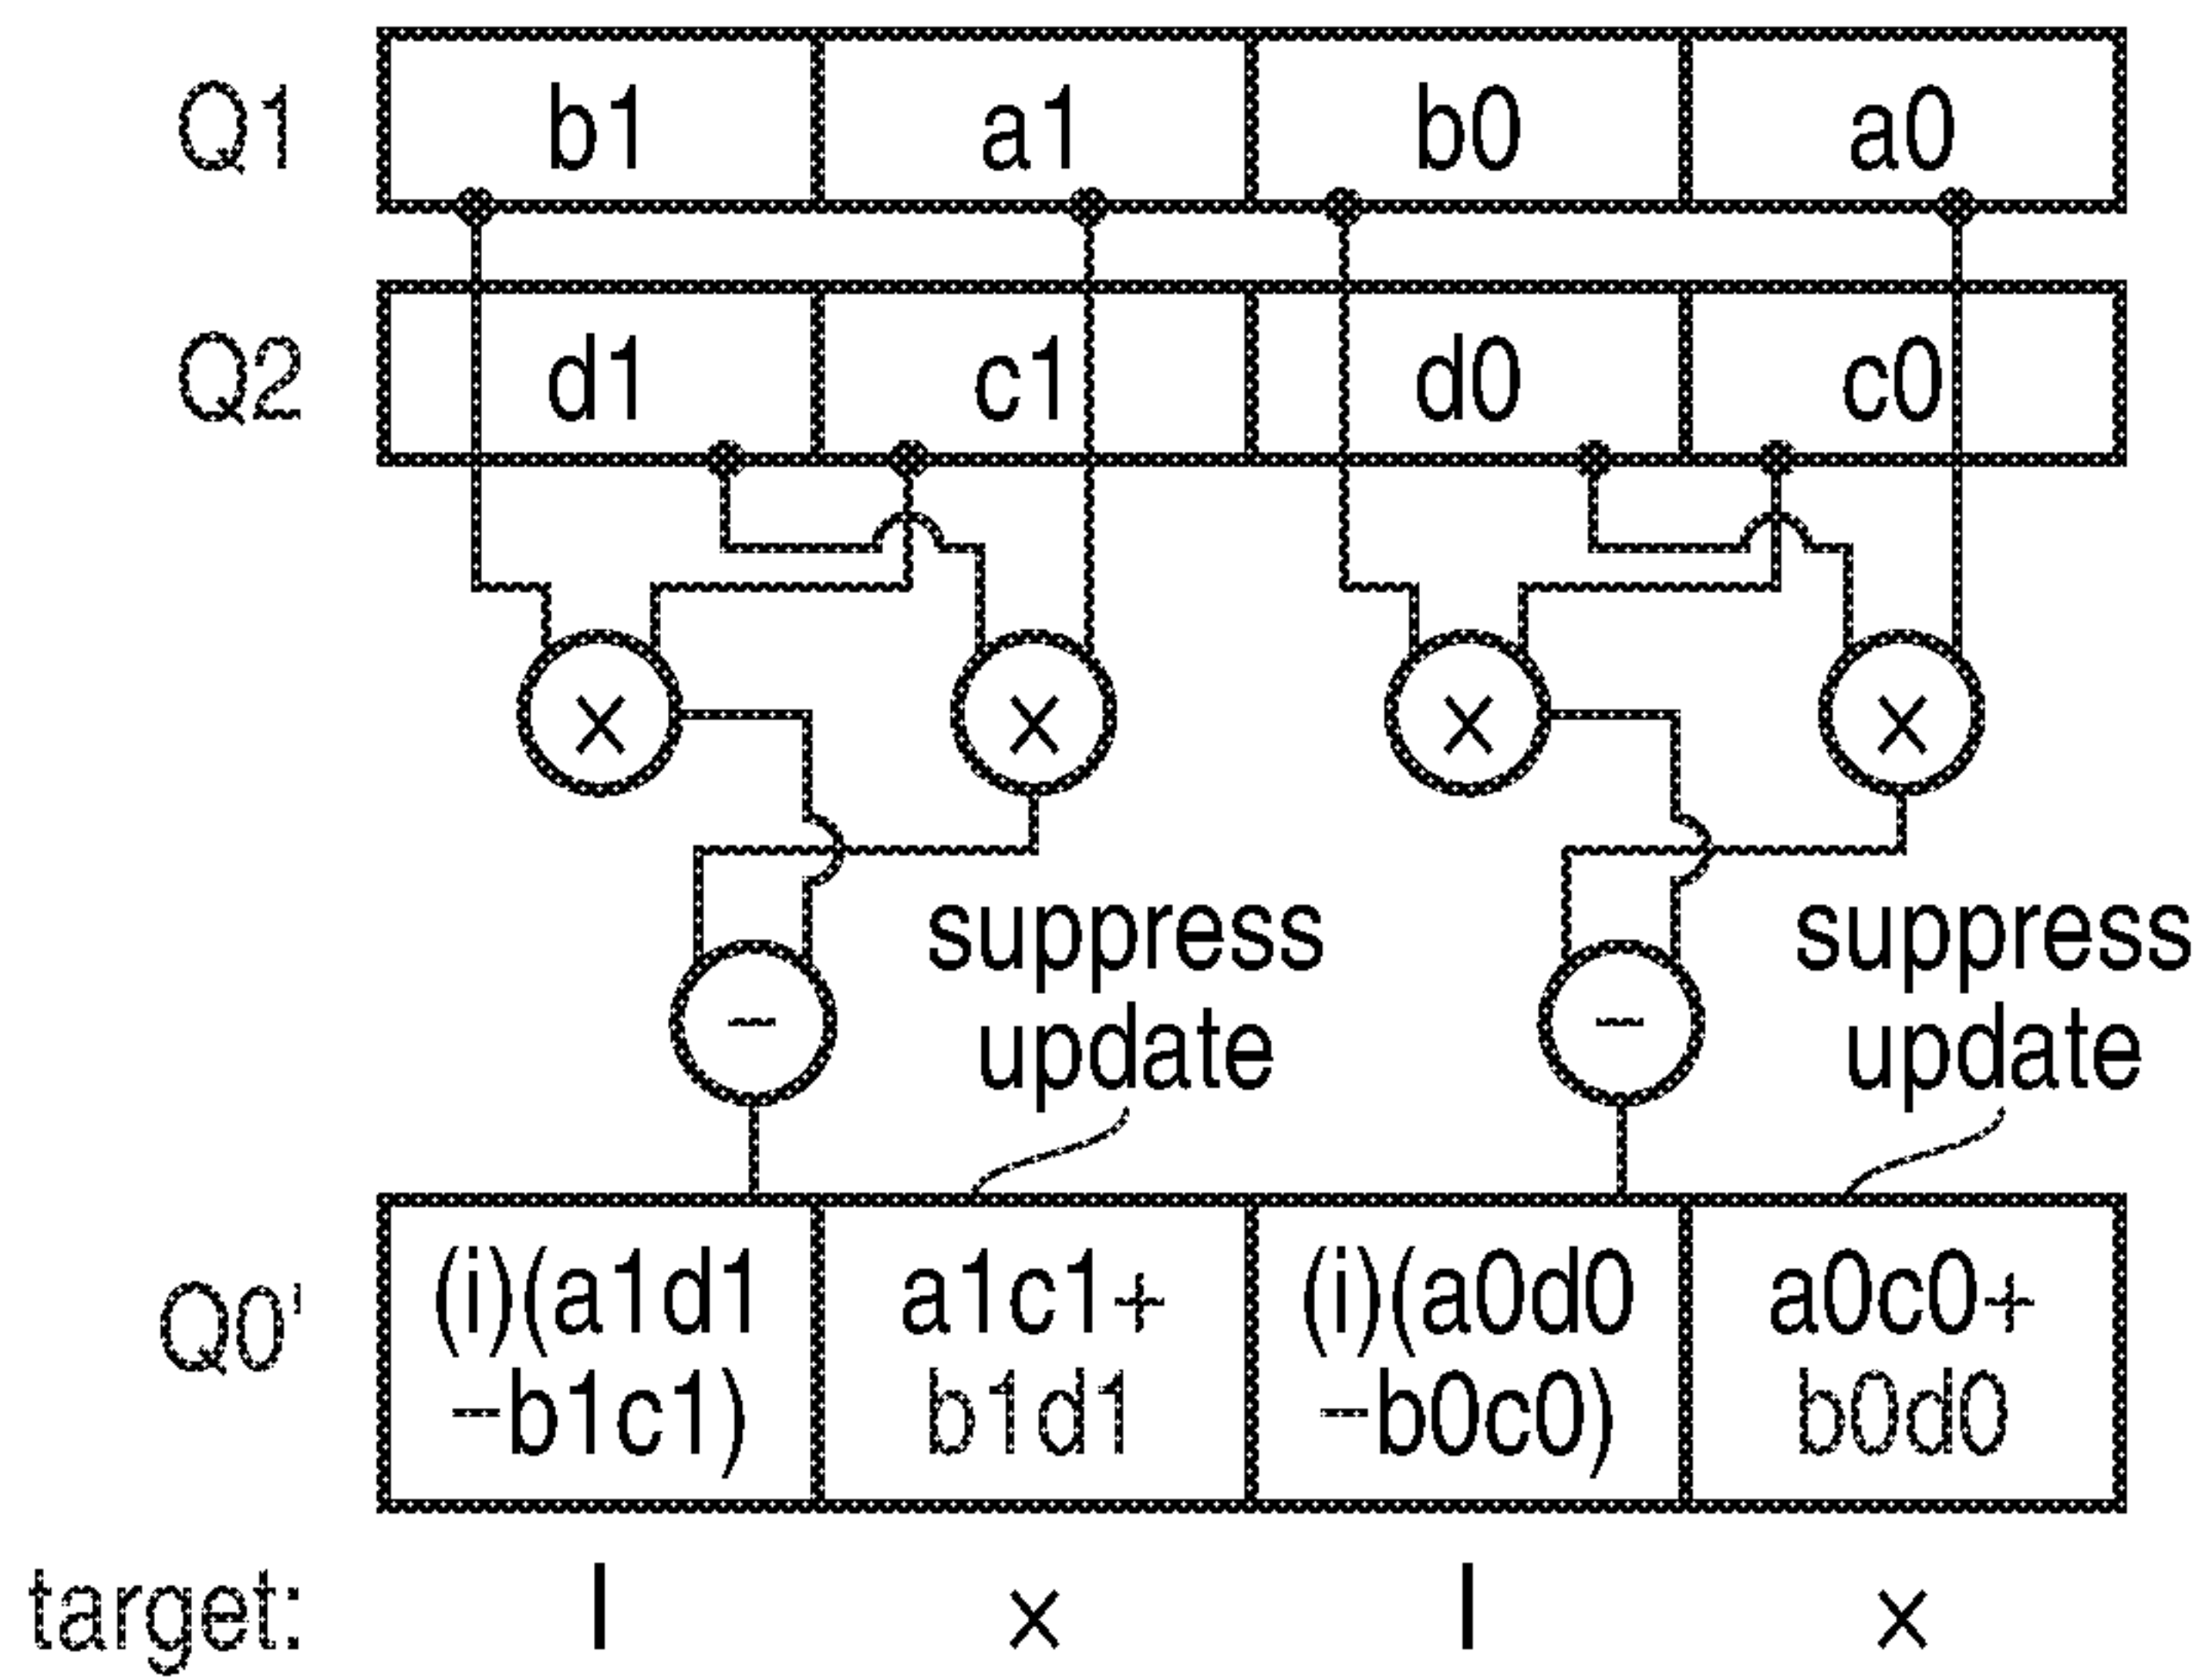 Q1 b1 a1 b0 a0
Q2 d1 c1 d0 c0
× × × ×
− −
suppress suppress
update update
Q0' (i)(a1d1 a1c1+ (i)(a0d0 a0c0+
−b1c1) b1d1 −b0c0) b0d0
target: I × I ×